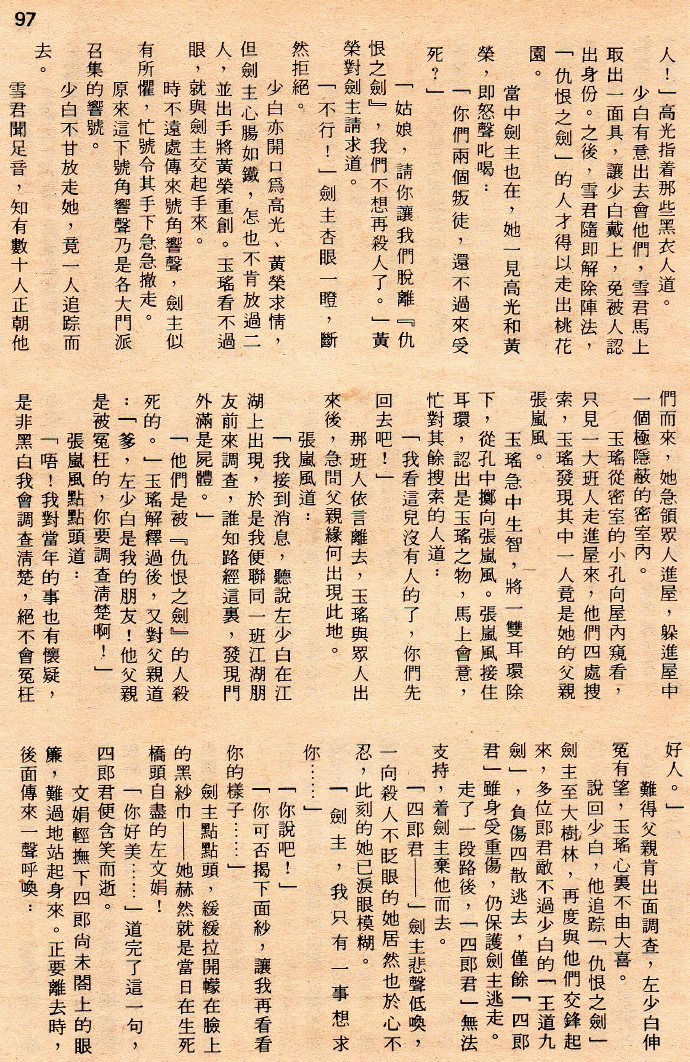 97
人！」高光指着那些黑衣人道。
少白有意出去會他們，雪君馬上
取出一面具，讓少白戴上，免被人認
出身份。之後，雪君隨即解除陣法，
「仇恨之劍」的人才得以走出桃花
園。
當中劍主也在，她一見高光和黃
榮，即怒聲叱喝：
「你們兩個叛徒，還不過來受
死？」
「姑娘，請你讓我們脫離『仇
恨之劍』，我們不想再殺人了。」黃
榮對劍主請求道。
「不行！」劍主杏眼一瞪，斷
然拒絕。
少白亦開口爲高光、黃榮求情，
但劍主心腸如鐵，怎也不肯放過二
人，並出手將黃榮重創。玉瑤看不過
眼，就與劍主交起手來。
時不遠處傳來號角響聲，劍主似
有所懼，忙號令其手下急急撤走。
原來這下號角響聲乃是各大門派
召集的響號。
少白不甘放走她，竟一人追踪而
去。
雪君聞足音，知有數十人正朝他
們而來，她急領眾人進屋，躲進屋中
一個極隱蔽的密室內。
玉瑤從密室的小孔向屋內窺看，
只見一大班人走進屋來，他們四處搜
索，玉瑤發現其中一人竟是她的父親
張嵐風。
玉瑤急中生智，將一雙耳環除
下，從孔中擲向張嵐風。張嵐風接住
耳環，認出是玉瑤之物，馬上會意，
忙對其餘搜索的人道：
「我看這兒沒有人的了，你們先
回去吧！」
那班人依言離去，玉瑤與眾人出
來後，急問父親緣何出現此地。
張嵐風道：
「我接到消息，聽說左少白在江
湖上出現，於是我便聯同一班江湖朋
友前來調查，誰知路經這裏，發現門
外滿是屍體。」
「他們是被『仇恨之劍』的人殺
死的。」玉瑤解釋過後，又對父親道
：「爹，左少白是我的朋友！他父親
是被冤枉的，你要調查清楚啊！」
張嵐風點點頭道：
「唔！我對當年的事也有懷疑，
是非黑白我會調查清楚，絕不會冤枉
好人。」
難得父親肯出面調查，左少白伸
冤有望，玉瑤心裏不由大喜。
說回少白，他追踪「仇恨之劍」
劍主至大樹林，再度與他們交鋒起
來，多位郎君敵不過少白的「王道九
劍」，負傷四散逃去，僅餘「四郎
君」雖身受重傷，仍保護劍主逃走。
走了一段路後，「四郎君」無法
支持，着劍主棄他而去。
「四郎君——」劍主悲聲低喚，
一向殺人不眨眼的她居然也於心不
忍，此刻的她已淚眼模糊。
「劍主，我只有一事想求
你……」
「你說吧！」
「你可否揭下面紗，讓我再看看
你的樣子……」
劍主點點頭，緩緩拉開幪在臉上
的黑紗巾——她赫然就是當日在生死
橋頭自盡的左文娟！
「你好美……」道完了這一句，
四郎君便含笑而逝。
文娟輕撫下四郎尚未閤上的眼
簾，難過地站起身來。正要離去時，
後面傳來一聲呼喚：